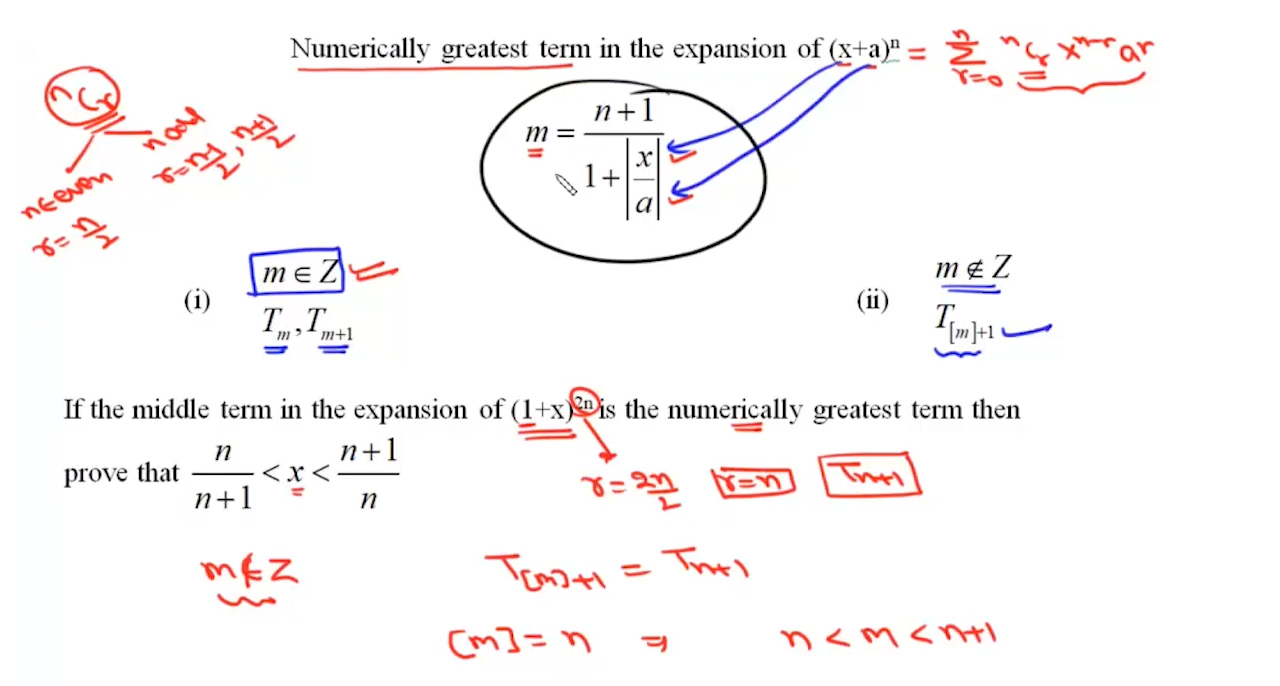 Numerically greatest term in the expansion of (x+a)ⁿ = ∑_{r=0}^{n} ⁿCᵣ xⁿ⁻ʳ aʳ
ⁿCᵣ
n odd
r = (n-1)/2, (n+1)/2
n∈even
r = n/2
m = (n+1)/(1+|x/a|)
(i) m ∈ Z
T_m, T_{m+1}
(ii) m ∉ Z
T_{[m]+1}
If the middle term in the expansion of (1+x)²ⁿ is the numerically greatest term then
prove that n/(n+1) < x < (n+1)/n
r = 2n/2 r=n T_{n+1}
m∉Z T_{[m]+1} = T_{n+1}
[m] = n ⇒ n < m < n+1